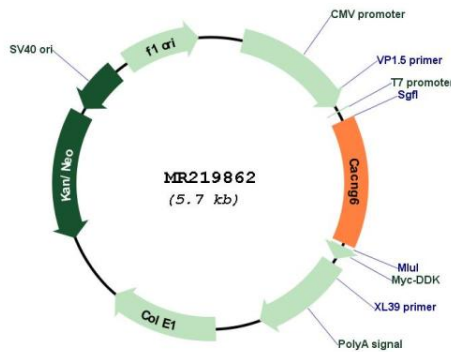 CMV promoter
VP1.5 primer
T7 promoter
SgfI
Cacng6
MluI
Myc-DDK
XL39 primer
PolyA signal
Col E1
Kan/Neo
SV40 ori
f1 ori
MR219862
(5.7 kb)